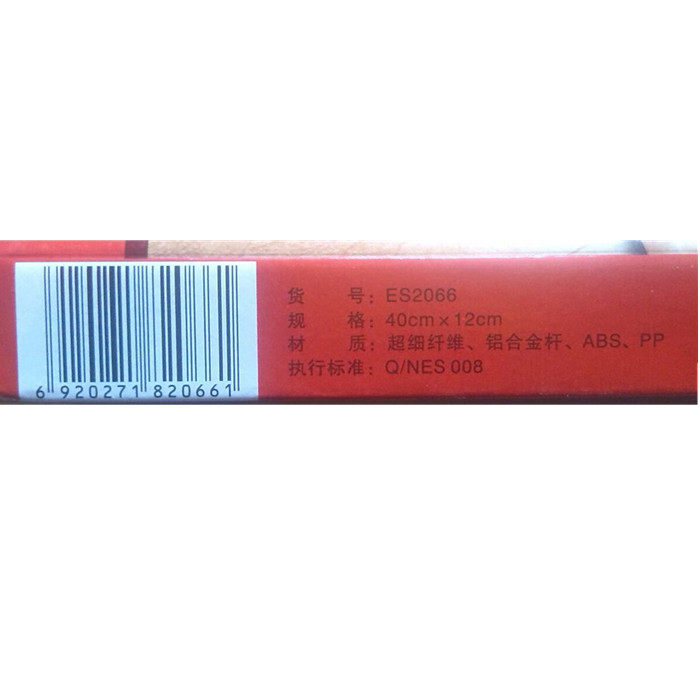 货 号：ES2066
规 格：40cm×12cm
材 质：超细纤维、铝合金杆、ABS、PP
执行标准：Q/NES 008
6 920271 820661